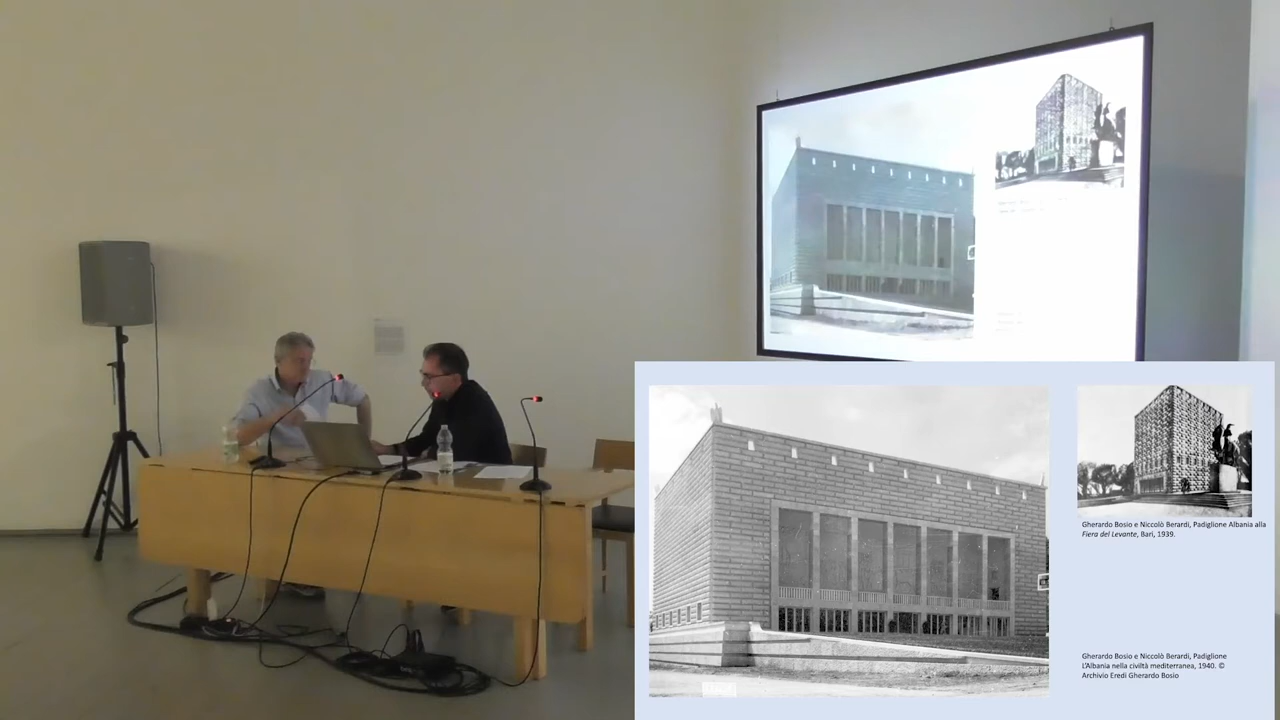 Gherardo Bosio e Niccolò Berardi, Padiglione Albania alla
Fiera del Levante, Bari, 1939.
Gherardo Bosio e Niccolò Berardi, Padiglione
L'Albania nella civiltà mediterranea, 1940. ©
Archivio Eredi Gherardo Bosio